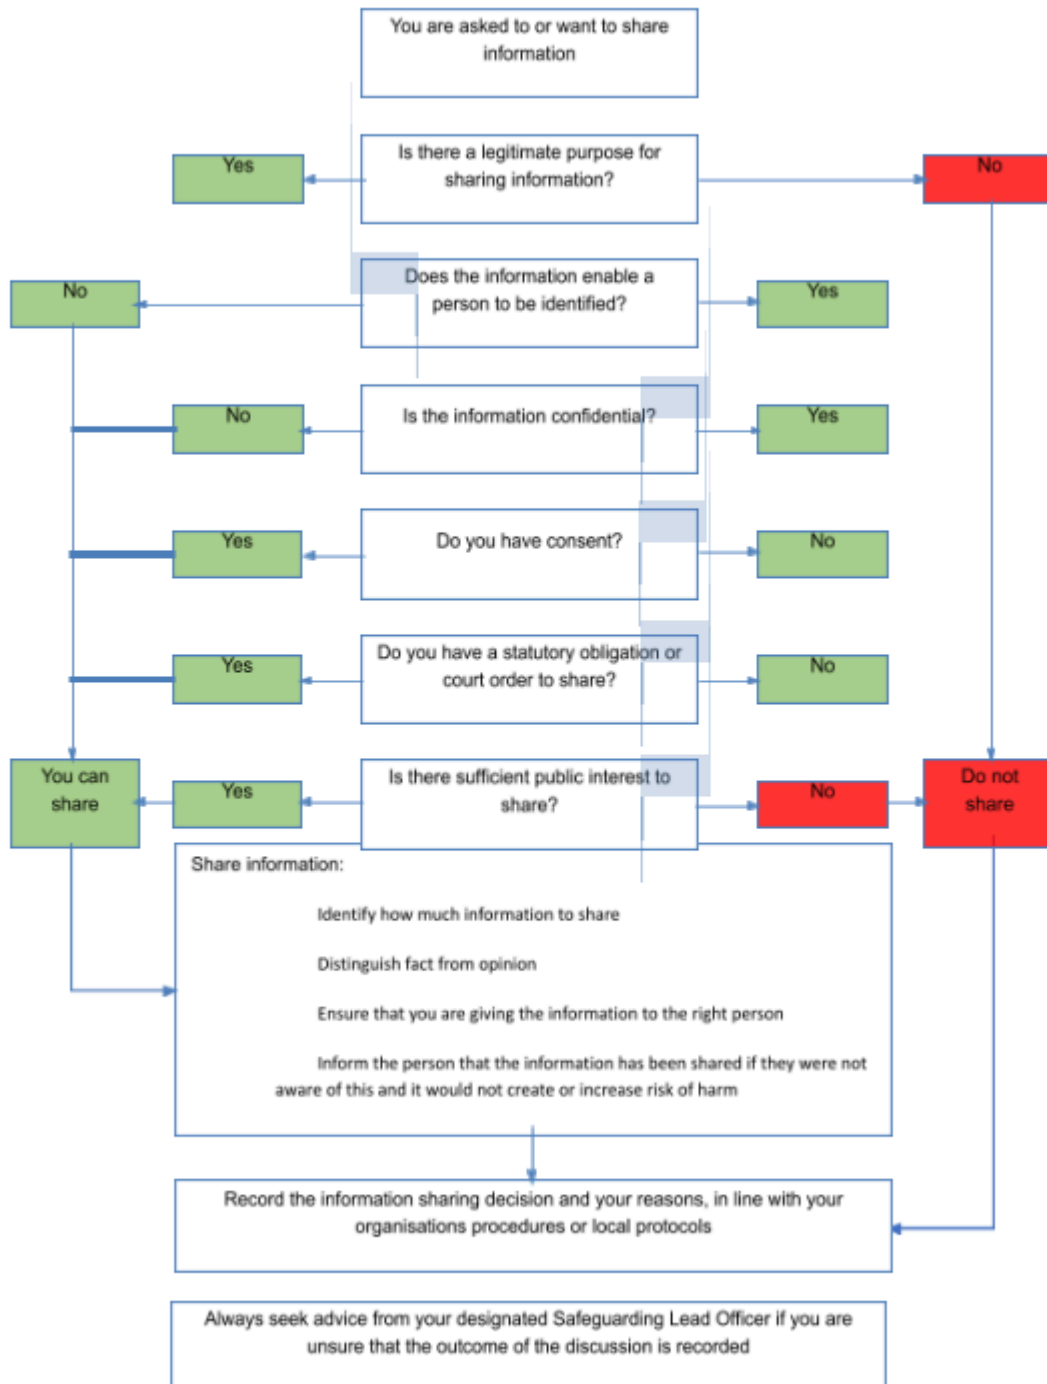 You are asked to or want to share
information
Yes
Is there a legitimate purpose for
sharing information?
No
No
Does the information enable a
person to be identified?
Yes
No
Is the information confidential?
Yes
Yes
Do you have consent?
No
Yes
Do you have a statutory obligation or
court order to share?
No
You can
share
Yes
Is there sufficient public interest to
share?
No
Do not
share
Share information:
Identify how much information to share
Distinguish fact from opinion
Ensure that you are giving the information to the right person
Inform the person that the information has been shared if they were not
aware of this and it would not create or increase risk of harm
Record the information sharing decision and your reasons, in line with your
organisations procedures or local protocols
Always seek advice from your designated Safeguarding Lead Officer if you are
unsure that the outcome of the discussion is recorded